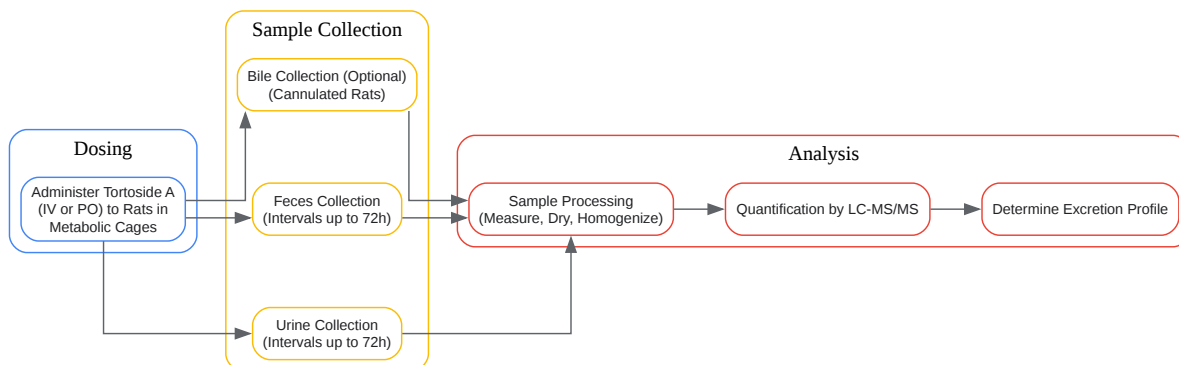 Dosing
Administer Tortoside A
(IV or PO) to Rats in
Metabolic Cages
Sample Collection
Bile Collection (Optional)
(Cannulated Rats)
Feces Collection
(Intervals up to 72h)
Urine Collection
(Intervals up to 72h)
Analysis
Sample Processing
(Measure, Dry, Homogenize)
Quantification by LC-MS/MS
Determine Excretion Profile